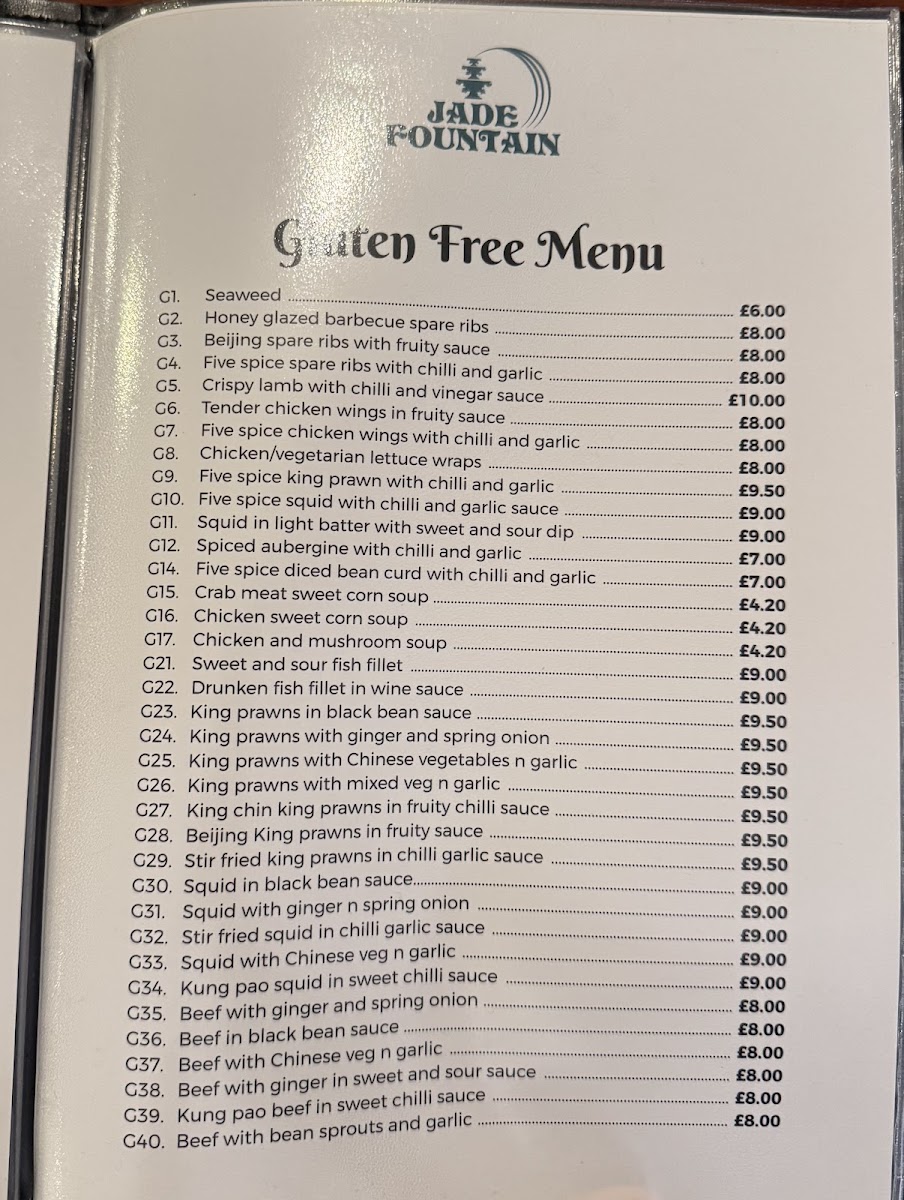 JADE
FOUNTAIN
Gluten Free Menu
G1. Seaweed £6.00
G2. Honey glazed barbecue spare ribs £8.00
G3. Beijing spare ribs with fruity sauce £8.00
G4. Five spice spare ribs with chilli and garlic £8.00
G5. Crispy lamb with chilli and vinegar sauce £10.00
G6. Tender chicken wings in fruity sauce £8.00
G7. Five spice chicken wings with chilli and garlic £8.00
G8. Chicken/vegetarian lettuce wraps £8.00
G9. Five spice king prawn with chilli and garlic £9.50
G10. Five spice squid with chilli and garlic sauce £9.00
G11. Squid in light batter with sweet and sour dip £9.00
G12. Spiced aubergine with chilli and garlic £7.00
G14. Five spice diced bean curd with chilli and garlic £7.00
G15. Crab meat sweet corn soup £4.20
G16. Chicken sweet corn soup £4.20
G17. Chicken and mushroom soup £4.20
G21. Sweet and sour fish fillet £9.00
G22. Drunken fish fillet in wine sauce £9.00
G23. King prawns in black bean sauce £9.50
G24. King prawns with ginger and spring onion £9.50
G25. King prawns with Chinese vegetables n garlic £9.50
G26. King prawns with mixed veg n garlic £9.50
G27. King chin king prawns in fruity chilli sauce £9.50
G28. Beijing King prawns in fruity sauce £9.50
G29. Stir fried king prawns in chilli garlic sauce £9.50
G30. Squid in black bean sauce £9.00
G31. Squid with ginger n spring onion £9.00
G32. Stir fried squid in chilli garlic sauce £9.00
G33. Squid with Chinese veg n garlic £9.00
G34. Kung pao squid in sweet chilli sauce £9.00
G35. Beef with ginger and spring onion £8.00
G36. Beef in black bean sauce £8.00
G37. Beef with Chinese veg n garlic £8.00
G38. Beef with ginger in sweet and sour sauce £8.00
G39. Kung pao beef in sweet chilli sauce £8.00
G40. Beef with bean sprouts and garlic £8.00